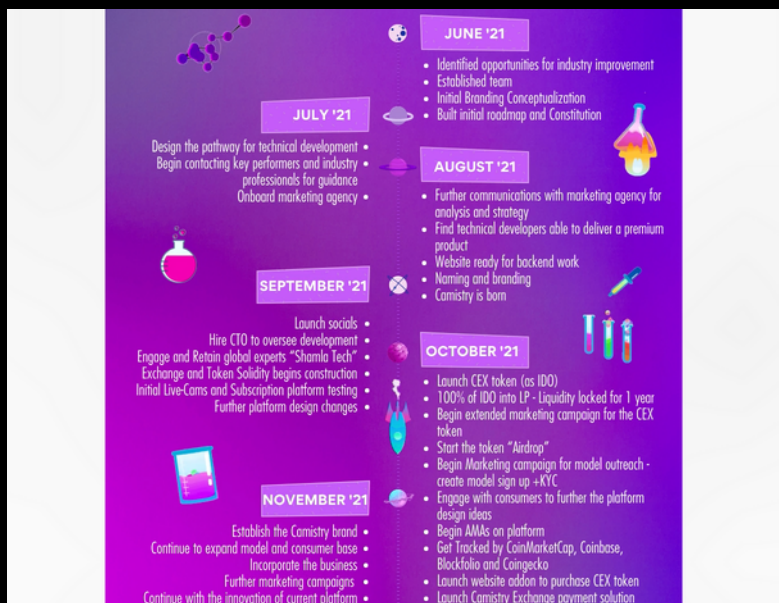 JUNE '21
Identified opportunities for industry improvement
Established team
Initial Branding Conceptualization
Built initial roadmap and Constitution
JULY '21
Design the pathway for technical development
Begin contacting key performers and industry
professionals for guidance
Onboard marketing agency
AUGUST '21
Further communications with marketing agency for
analysis and strategy
Find technical developers able to deliver a premium
product
Website ready for backend work
Naming and branding
Camistry is born
SEPTEMBER '21
Launch socials
Hire CTO to oversee development
Engage and Retain global experts "Shamla Tech"
Exchange and Token Solidity begins construction
Initial Live-Cams and Subscription platform testing
Further platform design changes
OCTOBER '21
Launch CEX token (as IDO)
100% of IDO into LP - Liquidity locked for 1 year
Begin extended marketing campaign for the CEX
token
Start the token "Airdrop"
Begin Marketing campaign for model outreach -
create model sign up +KYC
Engage with consumers to further the platform
design ideas
Begin AMAs on platform
Get Tracked by CoinMarketCap, Coinbase,
Blockfolio and Coingecko
Launch website addon to purchase CEX token
Launch Camistry Exchange payment solution
NOVEMBER '21
Establish the Camistry brand
Continue to expand model and consumer base
Incorporate the business
Further marketing campaigns
Continue with the innovation of current platform